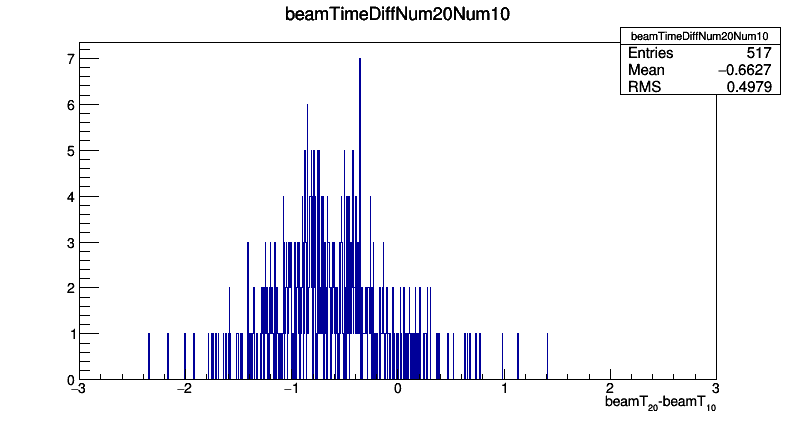 beamTimeDiffNum20Num10
beamTimeDiffNum20Num10
Entries 517
Mean −0.6627
RMS 0.4979
7
6
5
4
3
2
1
0
−3 −2 −1 0 1 2 3
beamT20-beamT10